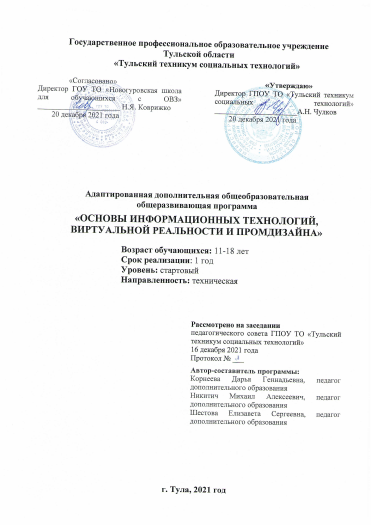 Государственное профессиональное образовательное учреждение
Тульской области
«Тульский техникум социальных технологий»
«Согласовано»
Директор ГОУ ТО «Новогуровская школа
для обучающихся с ОВЗ»
Н.Я. Коврижко
20 декабря 2021 года
«Утверждаю»
Директор ГПОУ ТО «Тульский техникум
социальных технологий»
А.Н. Чулков
20 декабря 2021 года
Адаптированная дополнительная общеобразовательная
общеразвивающая программа
«ОСНОВЫ ИНФОРМАЦИОННЫХ ТЕХНОЛОГИЙ,
ВИРТУАЛЬНОЙ РЕАЛЬНОСТИ И ПРОМДИЗАЙНА»
Возраст обучающихся: 11-18 лет
Срок реализации: 1 год
Уровень: стартовый
Направленность: техническая
Рассмотрено на заседании
педагогического совета ГПОУ ТО «Тульский
техникум социальных технологий»
16 декабря 2021 года
Протокол №
Автор-составитель программы:
Корнеева Дарья Геннадьевна, педагог
дополнительного образования
Никитич Михаил Алексеевич, педагог
дополнительного образования
Шестова Елизавета Сергеевна, педагог
дополнительного образования
г. Тула, 2021 год